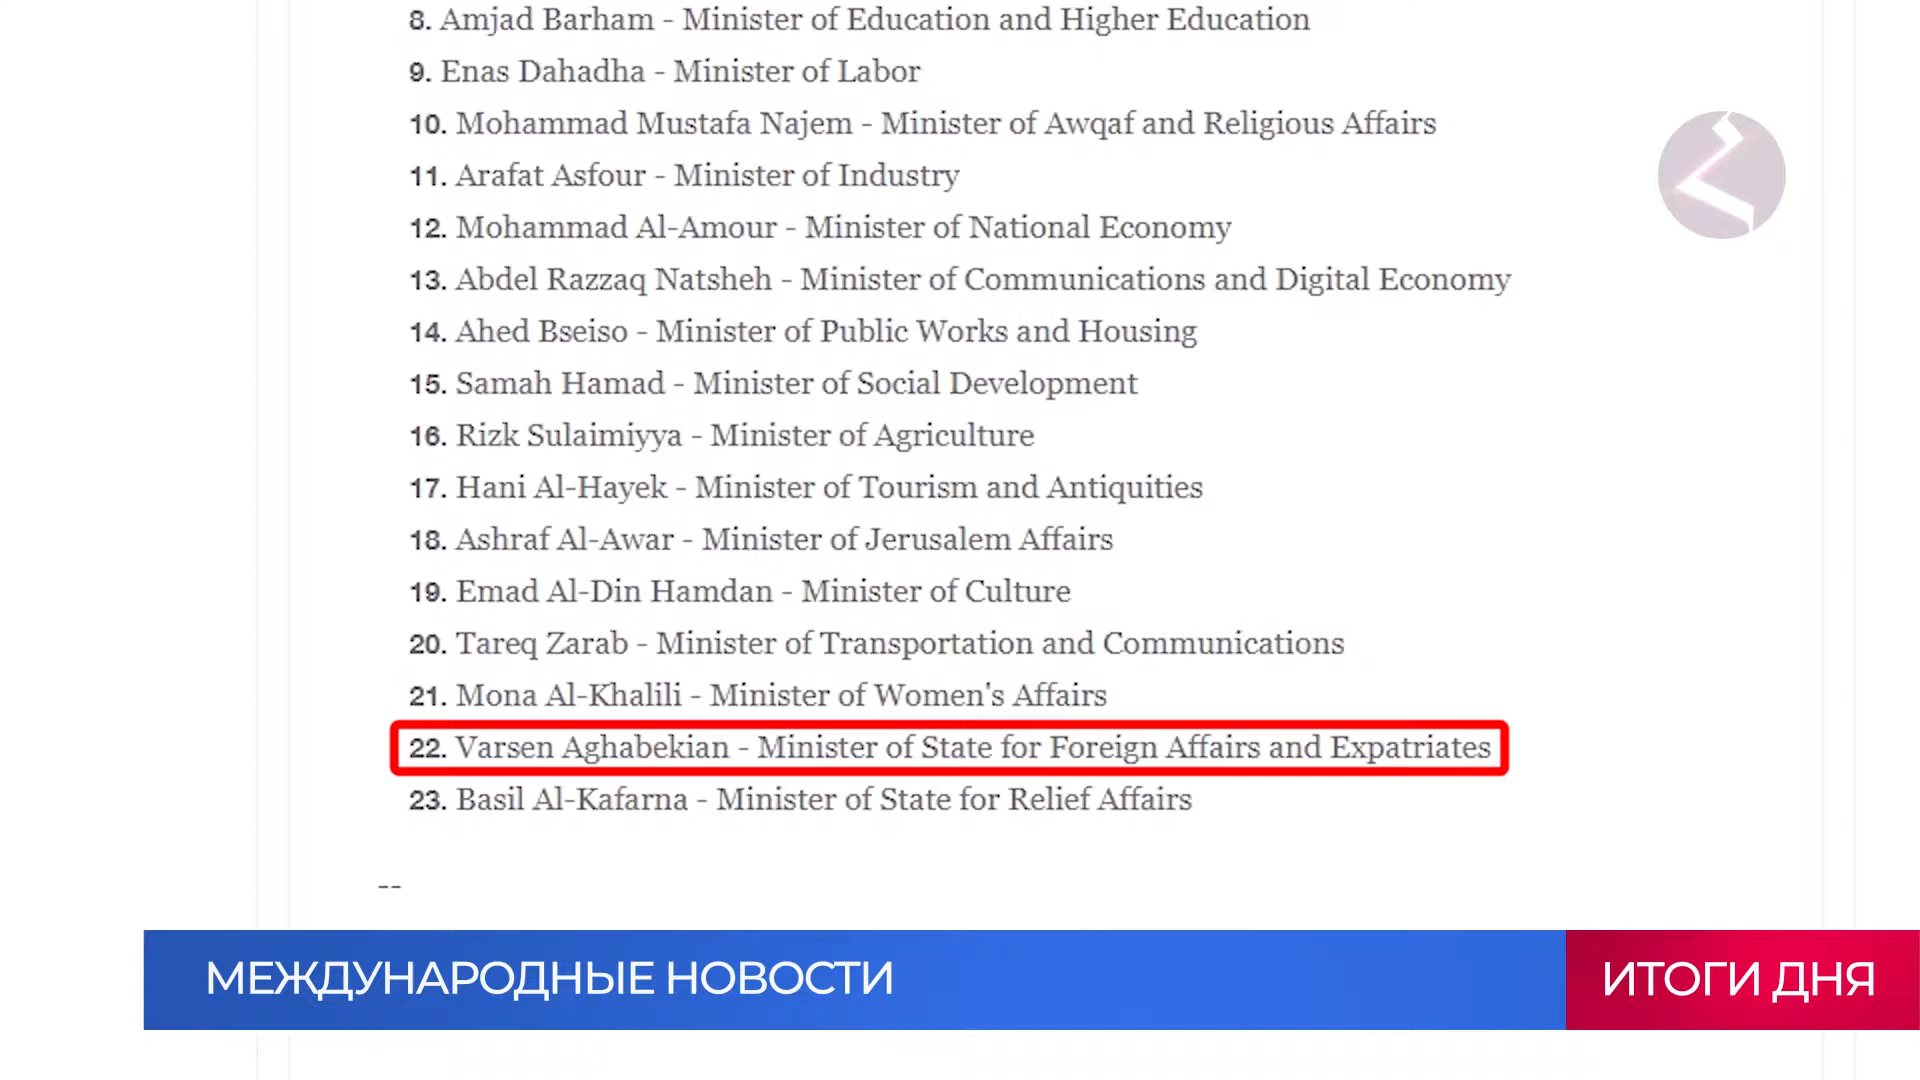 8. Amjad Barham - Minister of Education and Higher Education
9. Enas Dahadha - Minister of Labor
10. Mohammad Mustafa Najem - Minister of Awqaf and Religious Affairs
11. Arafat Asfour - Minister of Industry
12. Mohammad Al-Amour - Minister of National Economy
13. Abdel Razzaq Natsheh - Minister of Communications and Digital Economy
14. Ahed Bseiso - Minister of Public Works and Housing
15. Samah Hamad - Minister of Social Development
16. Rizk Sulaimiyya - Minister of Agriculture
17. Hani Al-Hayek - Minister of Tourism and Antiquities
18. Ashraf Al-Awar - Minister of Jerusalem Affairs
19. Emad Al-Din Hamdan - Minister of Culture
20. Tareq Zarab - Minister of Transportation and Communications
21. Mona Al-Khalili - Minister of Women's Affairs
22. Varsen Aghabekian - Minister of State for Foreign Affairs and Expatriates
23. Basil Al-Kafarna - Minister of State for Relief Affairs
--
МЕЖДУНАРОДНЫЕ НОВОСТИ
ИТОГИ ДНЯ